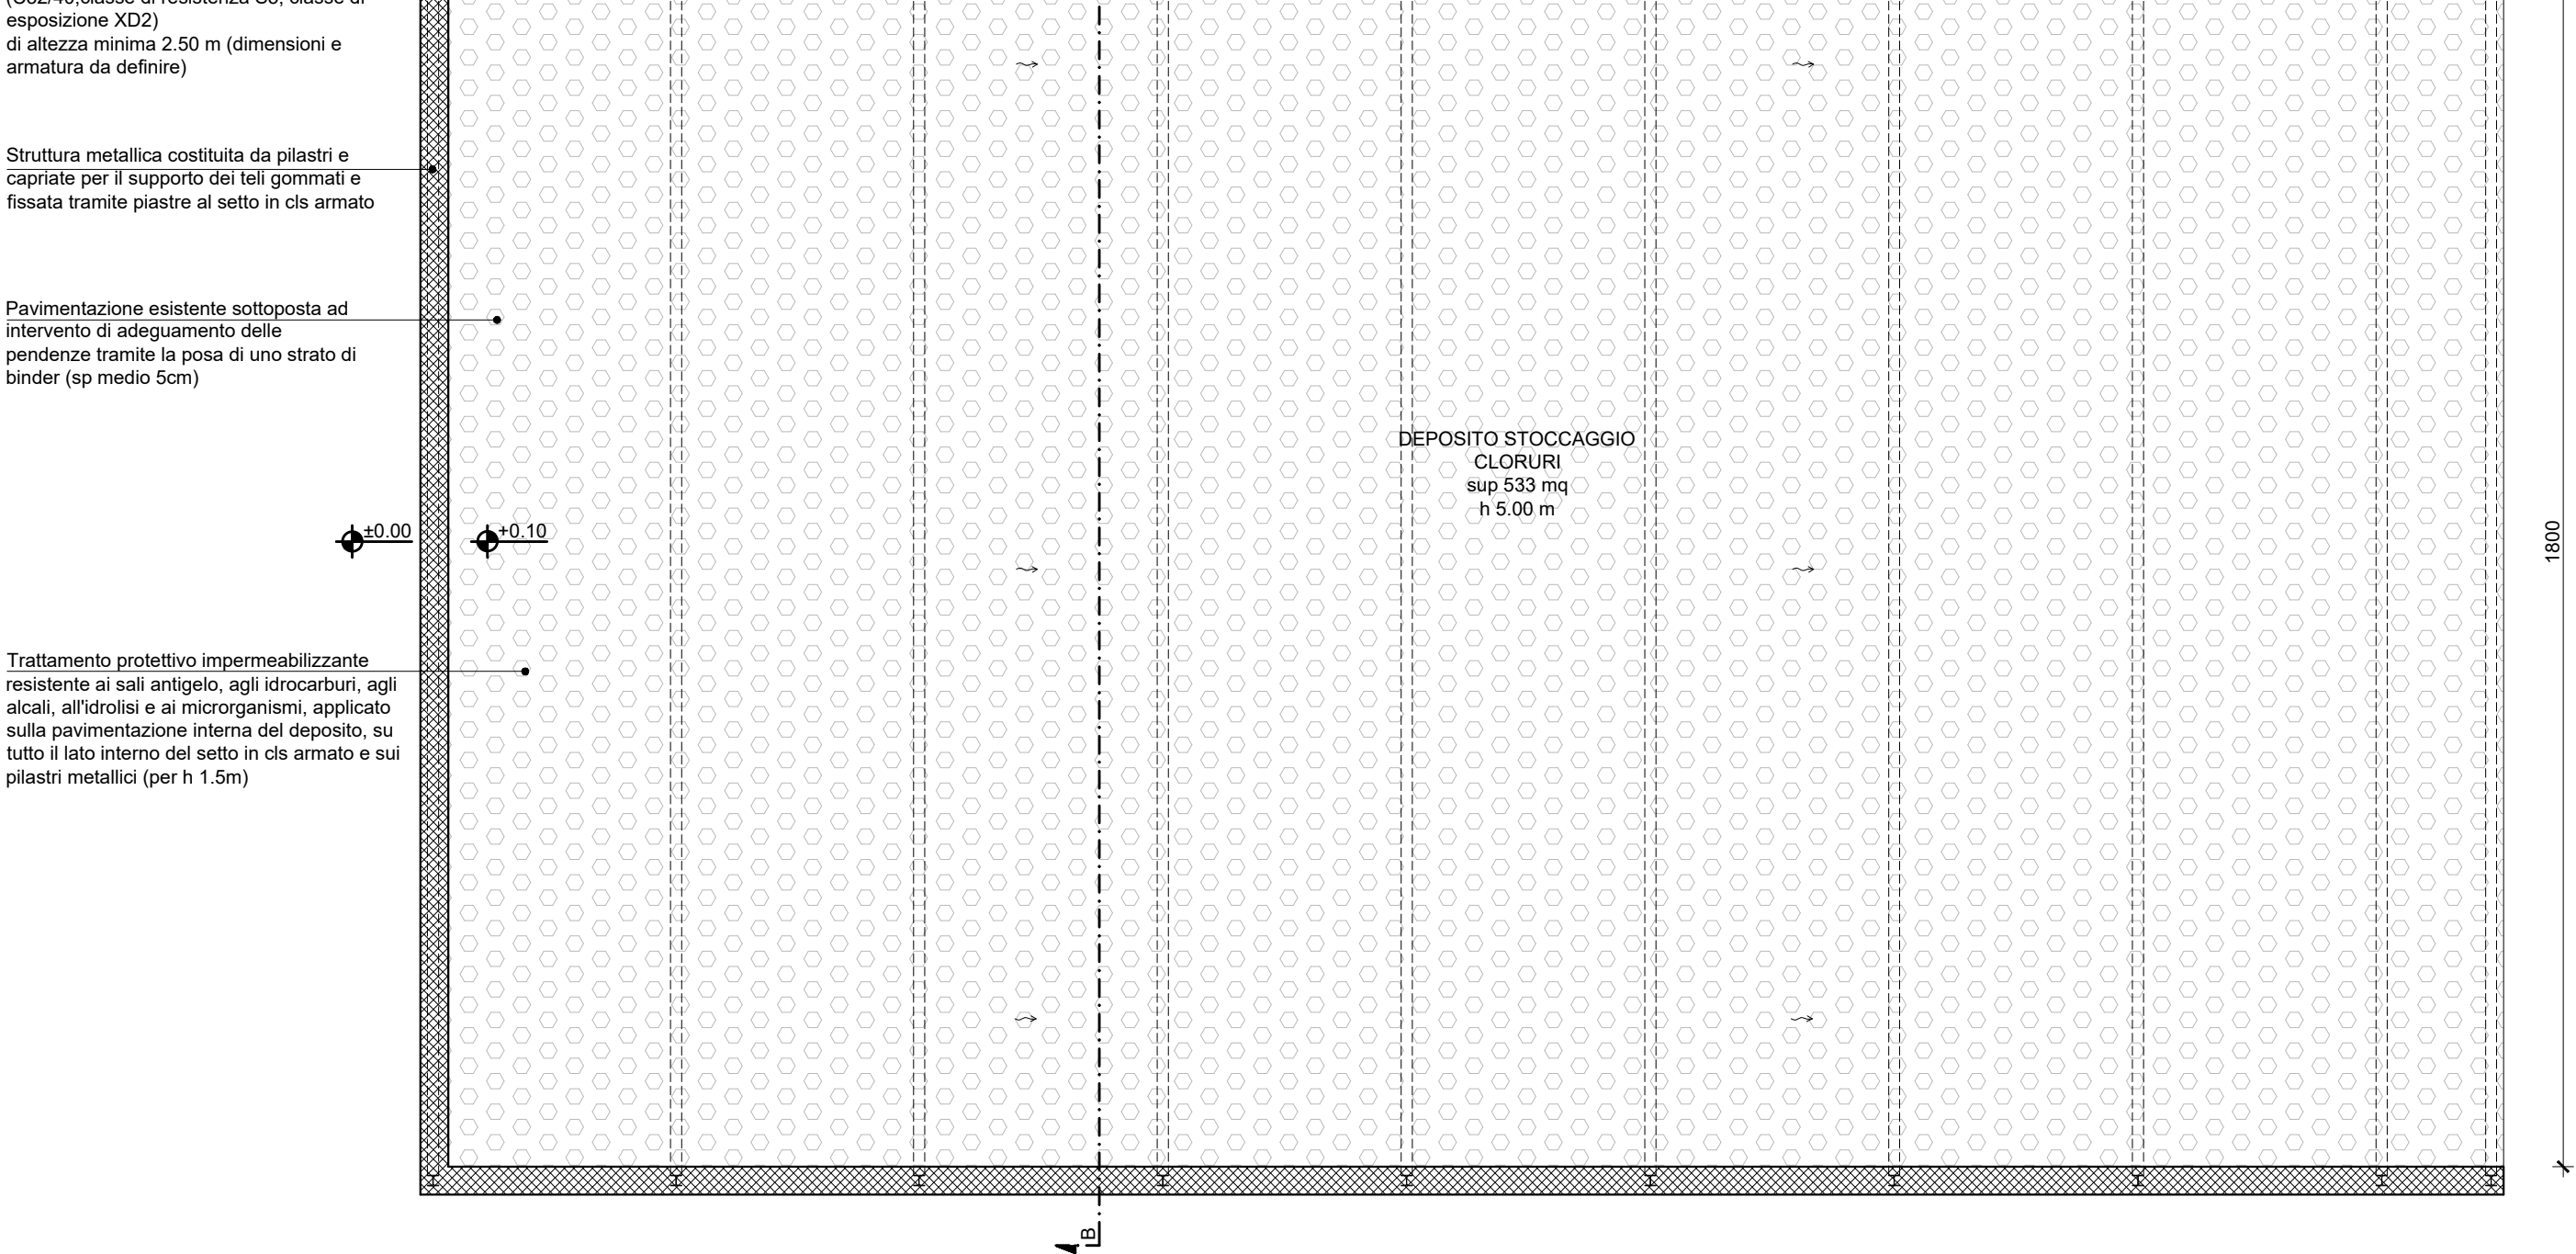 esposizione XD2)
di altezza minima 2.50 m (dimensioni e
armatura da definire)
Struttura metallica costituita da pilastri e
capriate per il supporto dei teli gommati e
fissata tramite piastre al setto in cls armato
Pavimentazione esistente sottoposta ad
intervento di adeguamento delle
pendenze tramite la posa di uno strato di
binder (sp medio 5cm)
DEPOSITO STOCCAGGIO
CLORURI
sup 533 mq
h 5.00 m
±0.00
+0.10
1800
Trattamento protettivo impermeabilizzante
resistente ai sali antigelo, agli idrocarburi, agli
alcali, all'idrolisi e ai microrganismi, applicato
sulla pavimentazione interna del deposito, su
tutto il lato interno del setto in cls armato e sui
pilastri metallici (per h 1.5m)
B